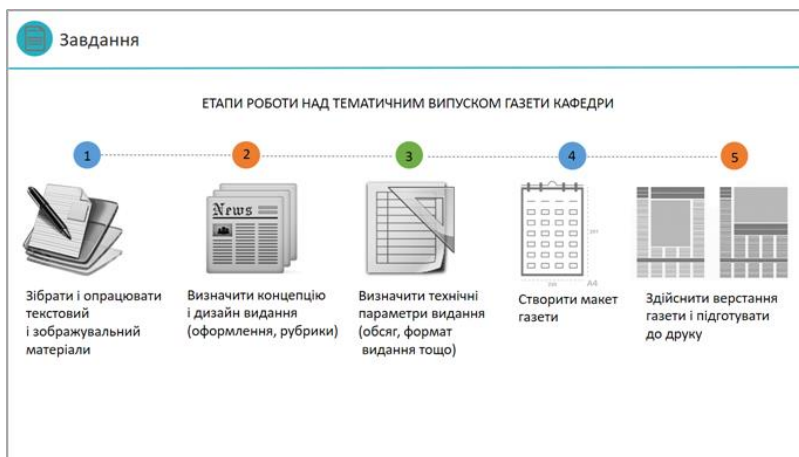 Завдання
ЕТАПИ РОБОТИ НАД ТЕМАТИЧНИМ ВИПУСКОМ ГАЗЕТИ КАФЕДРИ
1
2
3
4
5
News
A4
Зібрати і опрацювати
текстовий
і зображувальний
матеріали
Визначити концепцію
і дизайн видання
(оформлення, рубрики)
Визначити технічні
параметри видання
(обсяг, формат
видання тощо)
Створити макет
газети
Здійснити верстання
газети і підготувати
до друку